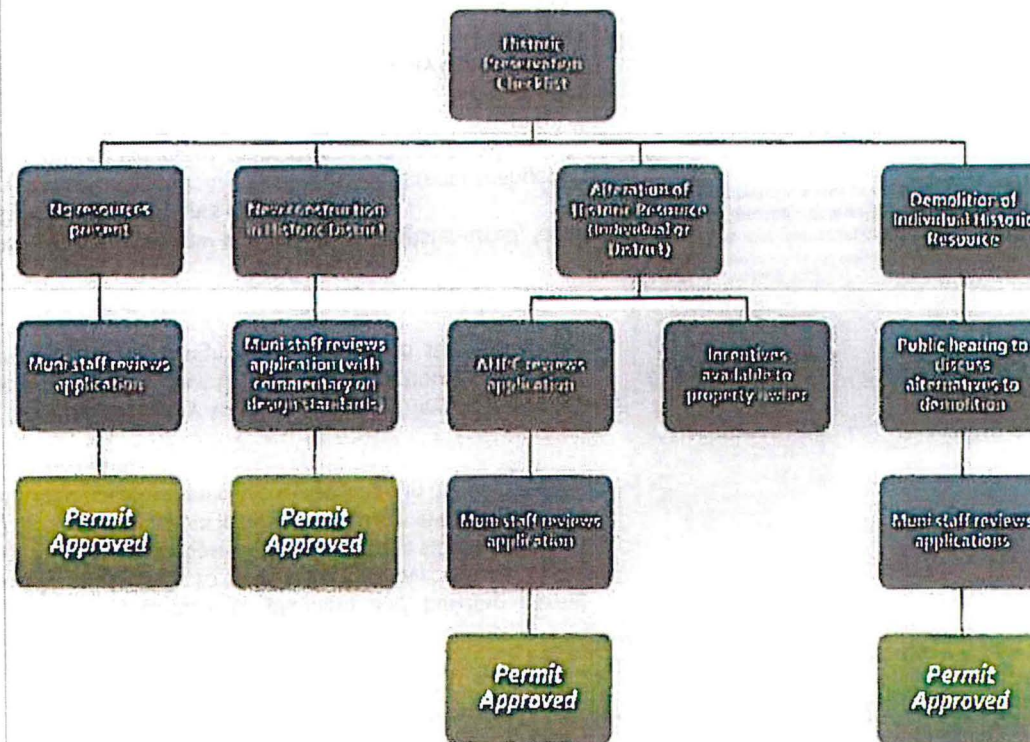 Historic
Preservation
Checklist
No resources
present
New construction
in Historic District
Alteration of
Historic Resource
(Individual or
District)
Demolition of
Individual Historic
Resource
Muni staff reviews
application
Muni staff reviews
application (with
commentary on
design standards)
AHPC reviews
application
Incentives
available to
property owner
Public hearing to
discuss
alternatives to
demolition
Permit
Approved
Permit
Approved
Muni staff reviews
application
Muni staff reviews
applications
Permit
Approved
Permit
Approved